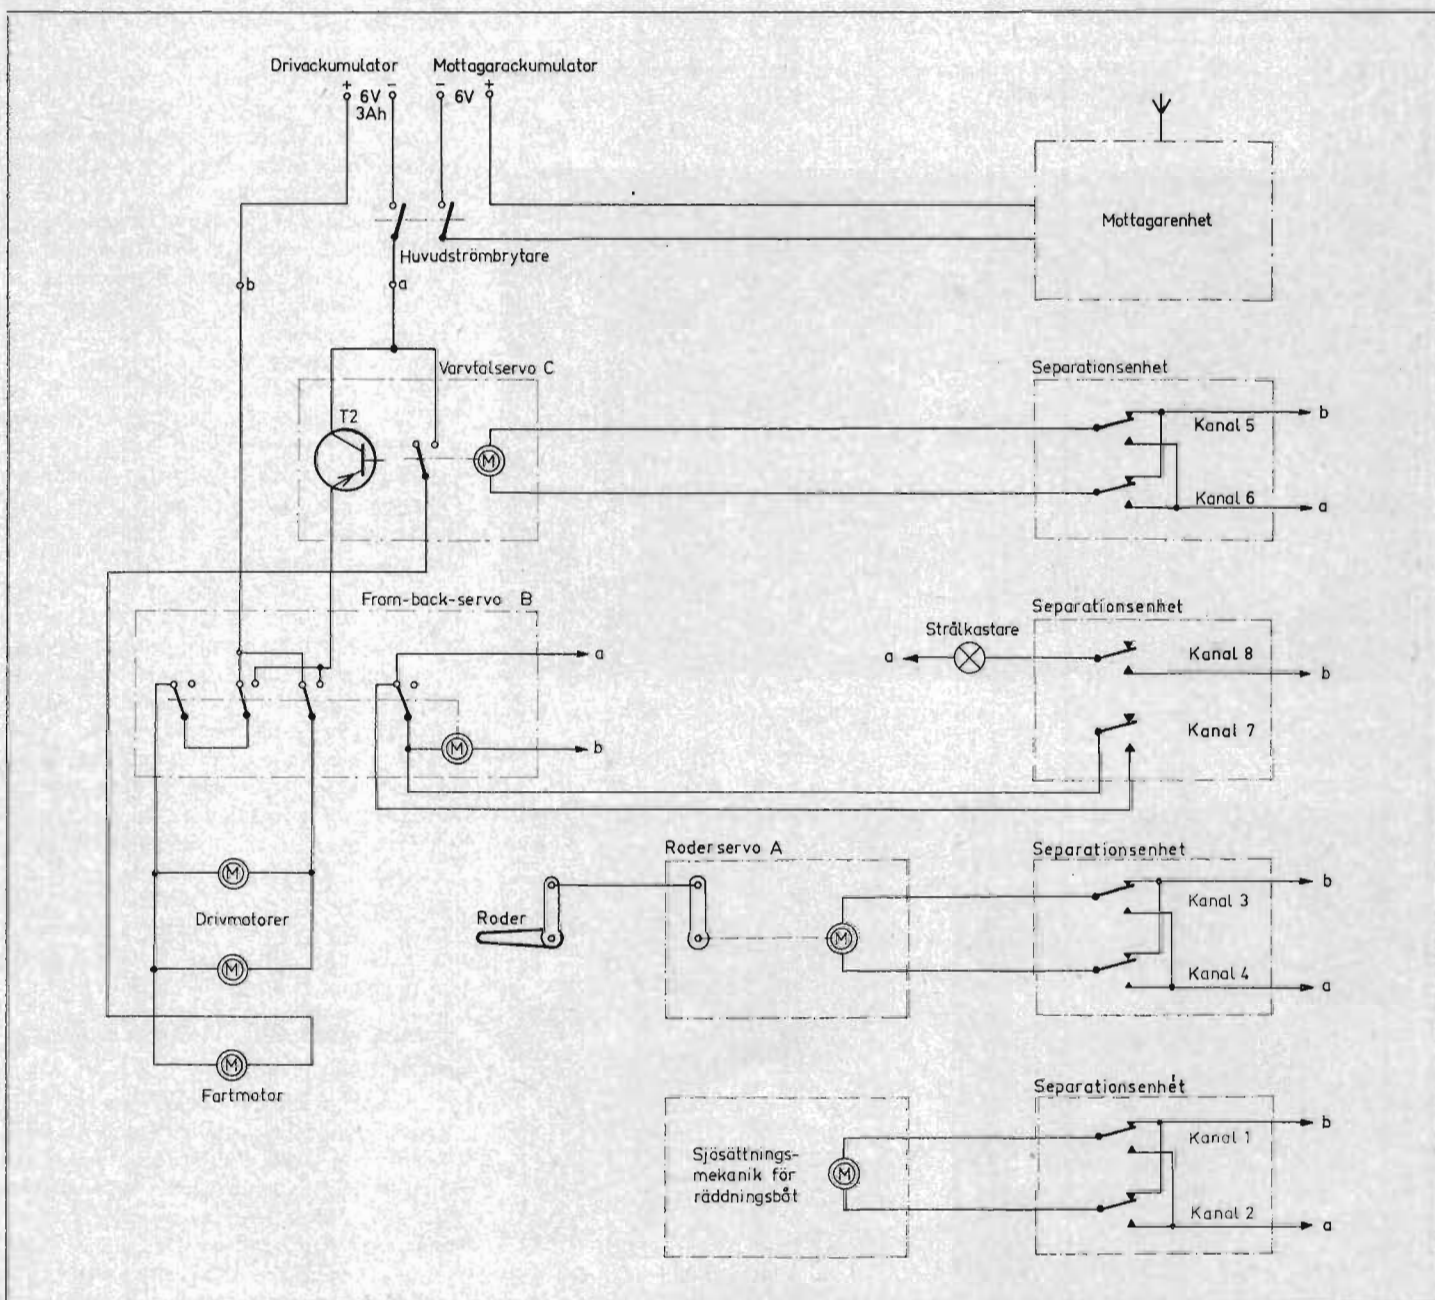 Drivackumulator
Mottagarackumulator
+ 6V −
3Ah
− 6V +
Mottagarenhet
Huvudströmbrytare
b
a
Varvtalservo C
T2
M
Separationsenhet
Kanal 5
b
Kanal 6
a
From-back-servo B
a
M
b
Strålkastare
a
Separationsenhet
Kanal 8
b
Kanal 7
Roderservo A
Roder
M
Separationsenhet
Kanal 3
b
Kanal 4
a
M
Drivmotorer
M
M
Fartmotor
Sjösättnings-
mekanik för
räddningsbåt
M
Separationsenhet
Kanal 1
b
Kanal 2
a